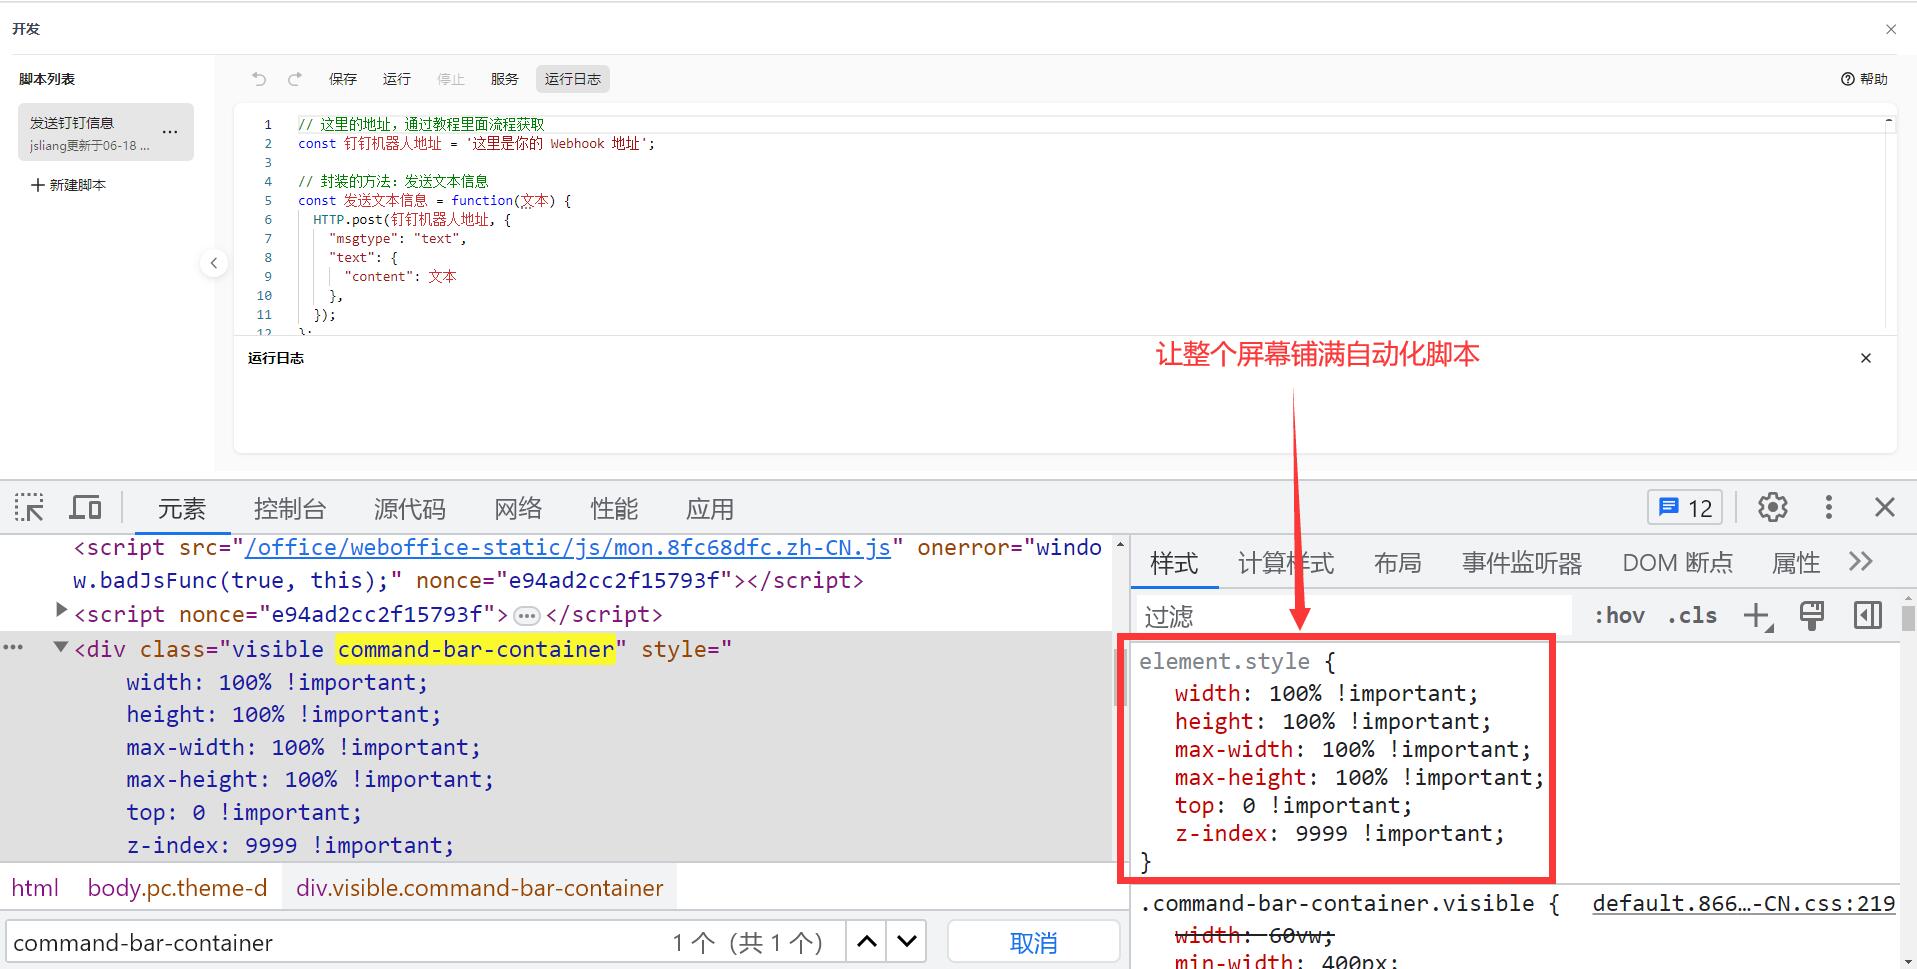 开发
脚本列表
发送钉钉信息
jsliang更新于06-18 ...
新建脚本
保存 运行 停止 服务 运行日志
帮助
1 // 这里的地址，通过教程里面流程获取
2 const 钉钉机器人地址 = '这里是你的 Webhook 地址';
3
4 // 封装的方法：发送文本信息
5 const 发送文本信息 = function(文本) {
6 HTTP.post(钉钉机器人地址, {
7 "msgtype": "text",
8 "text": {
9 "content": 文本
10 },
11 });
12 };
运行日志
让整个屏幕铺满自动化脚本
元素 控制台 源代码 网络 性能 应用
12
<script src="/office/weboffice-static/js/mon.8fc68dfc.zh-CN.js" onerror="windo
w.badJsFunc(true, this);" nonce="e94ad2cc2f15793f"></script>
<script nonce="e94ad2cc2f15793f">…</script>
<div class="visible command-bar-container" style="
width: 100% !important;
height: 100% !important;
max-width: 100% !important;
max-height: 100% !important;
top: 0 !important;
z-index: 9999 !important;
html body.pc.theme-d div.visible.command-bar-container
command-bar-container 1 个（共 1 个） 取消
样式 计算样式 布局 事件监听器 DOM 断点 属性
过滤 :hov .cls
element.style {
width: 100% !important;
height: 100% !important;
max-width: 100% !important;
max-height: 100% !important;
top: 0 !important;
z-index: 9999 !important;
}
.command-bar-container.visible { default.866…-CN.css:219
width: 60vw;
min-width: 400px;